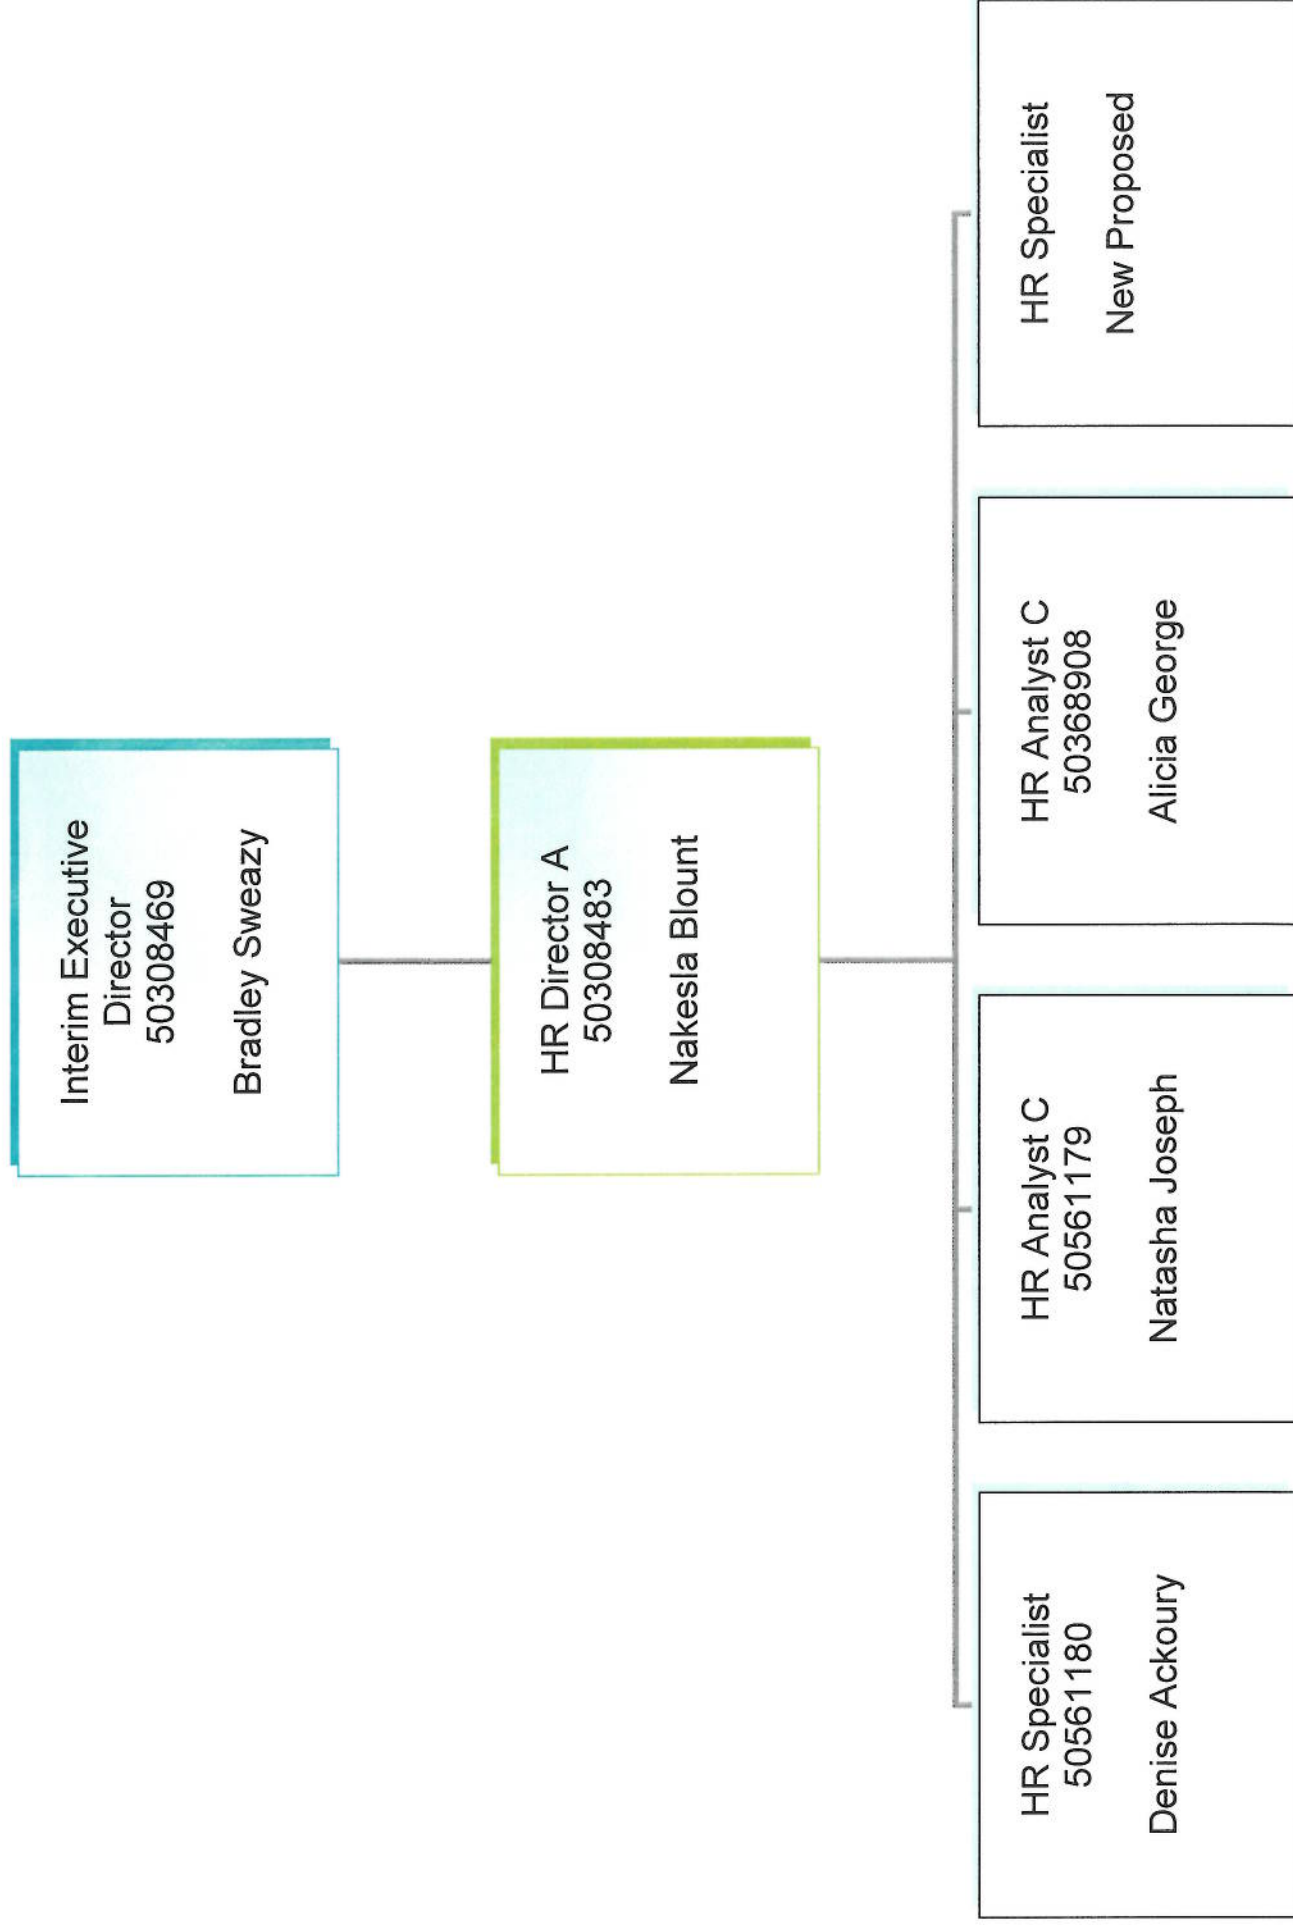 Interim Executive
Director
50308469
Bradley Sweazy
HR Director A
50308483
Nakesla Blount
HR Specialist
50561180
Denise Ackoury
HR Analyst C
50561179
Natasha Joseph
HR Analyst C
50368908
Alicia George
HR Specialist
New Proposed